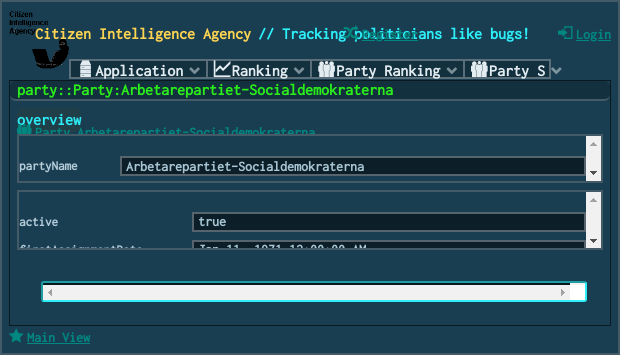 Citizen
Intelligence
Agency
Citizen Intelligence Agency // Tracking politicians like bugs!
Register
Login
Application Ranking Party Ranking Party S
party::Party:Arbetarepartiet-Socialdemokraterna
overview
Party Arbetarepartiet-Socialdemokraterna
partyName Arbetarepartiet-Socialdemokraterna
active true
firstAssignmentDate Jan 11, 1971 12:00:00 AM
Main View